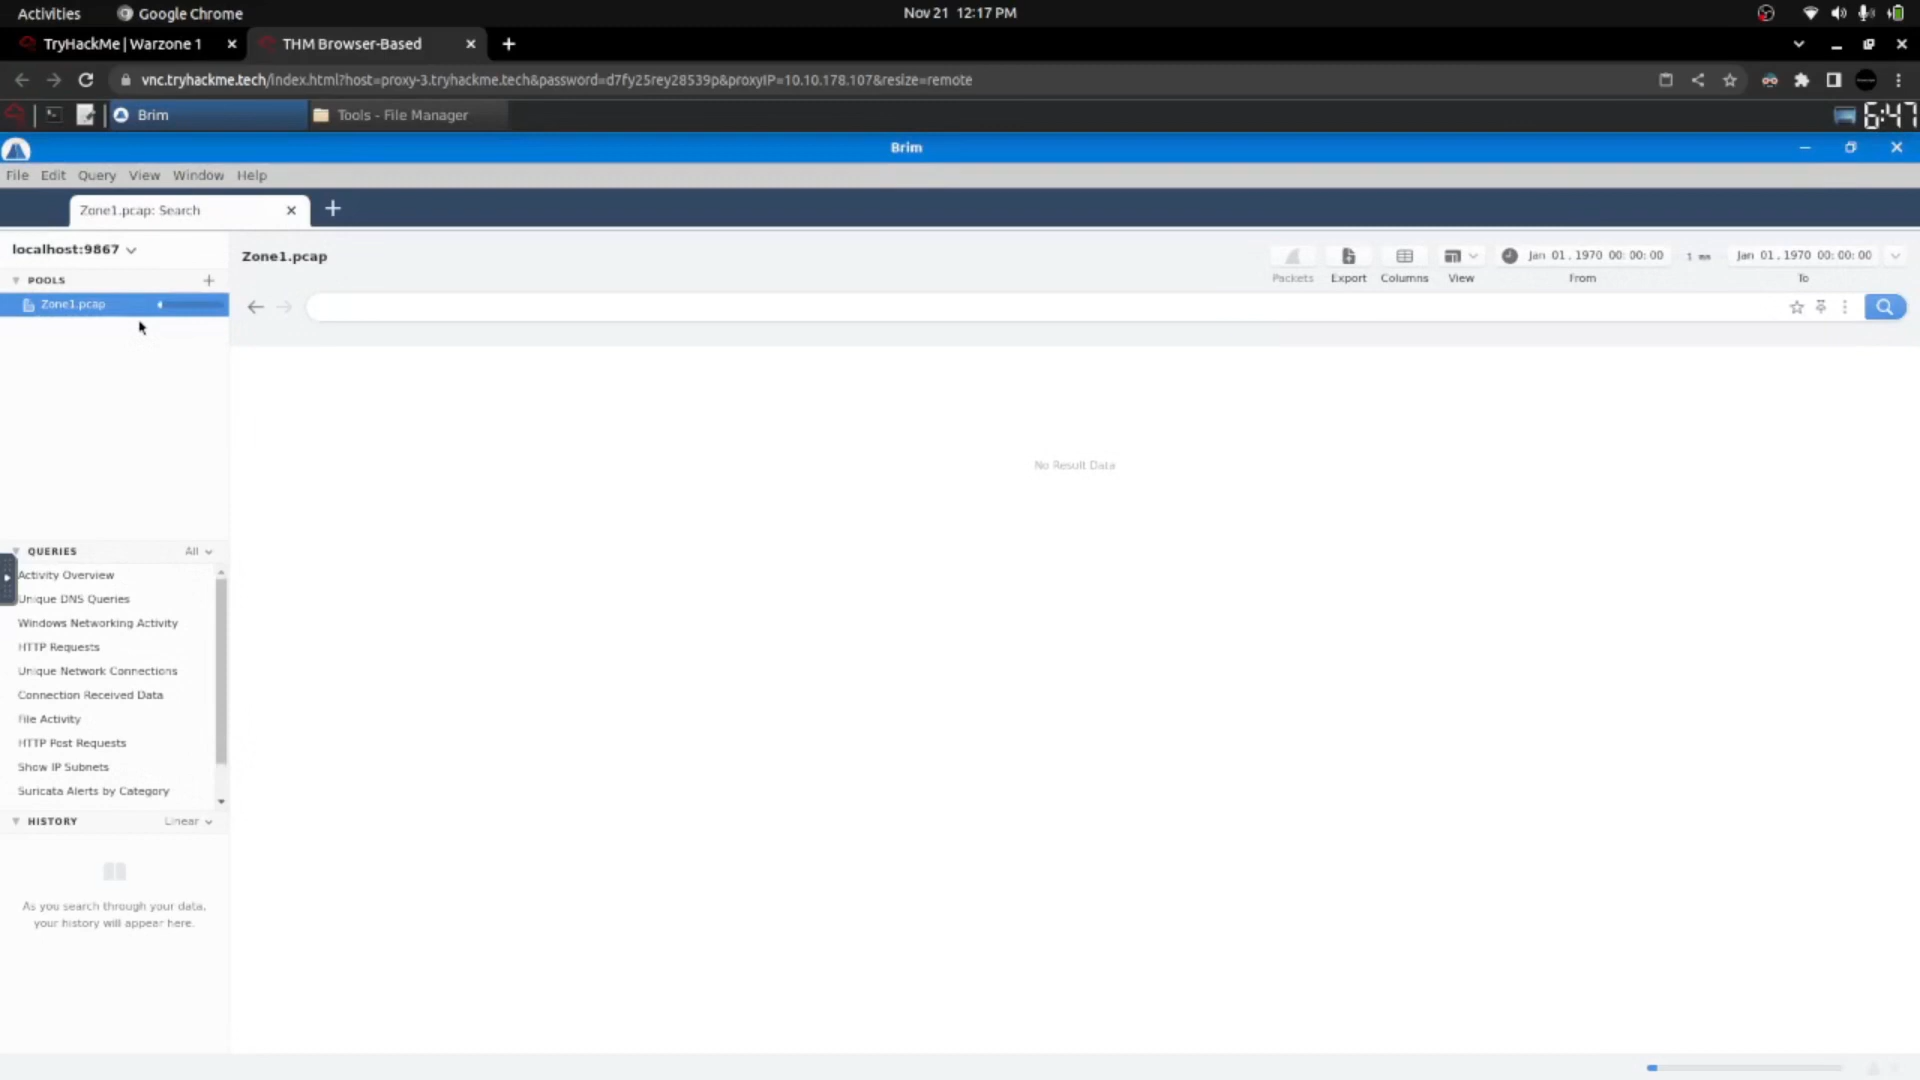 Activities
Google Chrome
Nov 21 12:17 PM
TryHackMe | Warzone 1
THM Browser-Based
vnc.tryhackme.tech/index.html?host=proxy-3.tryhackme.tech&password=d7fy25rey28539p&proxyIP=10.10.178.107&resize=remote
Brim
Tools - File Manager
6:47
Brim
File Edit Query View Window Help
Zone1.pcap: Search
localhost:9867
Zone1.pcap
Jan 01, 1970 00:00:00
1 ms
Jan 01, 1970 00:00:00
Packets
Export
Columns
View
From
To
POOLS
Zone1.pcap
No Result Data
QUERIES
All
Activity Overview
Unique DNS Queries
Windows Networking Activity
HTTP Requests
Unique Network Connections
Connection Received Data
File Activity
HTTP Post Requests
Show IP Subnets
Suricata Alerts by Category
HISTORY
Linear
As you search through your data,
your history will appear here.